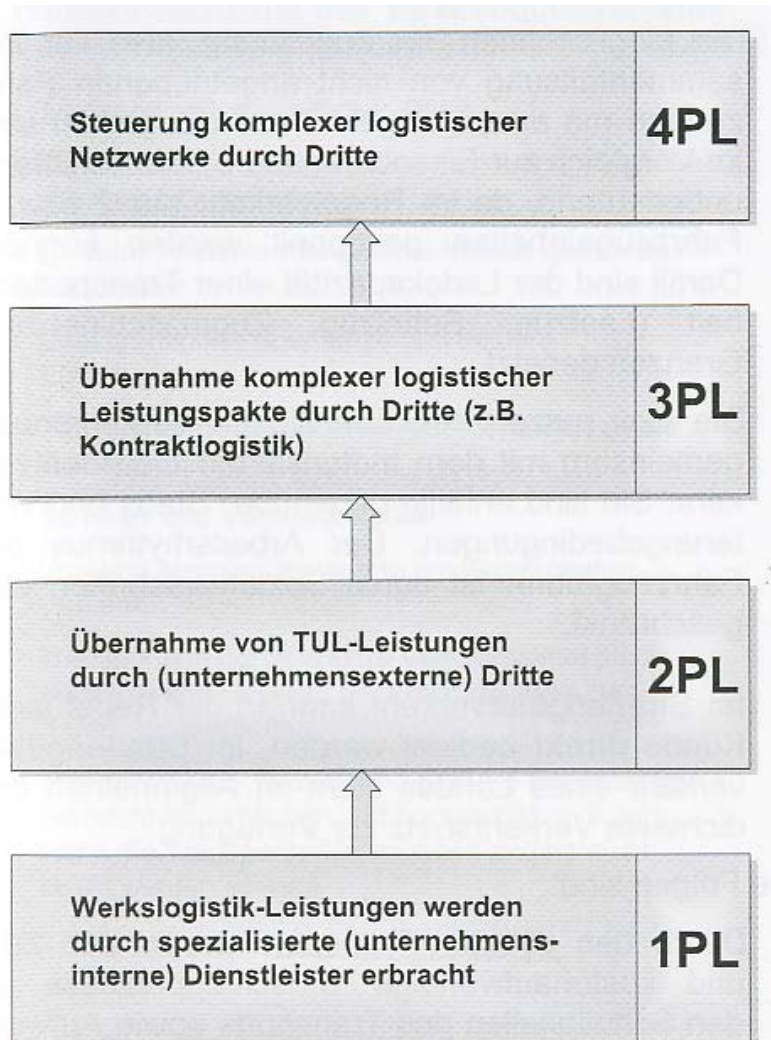 Steuerung komplexer logistischer
Netzwerke durch Dritte
4PL
Übernahme komplexer logistischer
Leistungspakte durch Dritte (z.B.
Kontraktlogistik)
3PL
Übernahme von TUL-Leistungen
durch (unternehmensexterne) Dritte
2PL
Werkslogistik-Leistungen werden
durch spezialisierte (unternehmens-
interne) Dienstleister erbracht
1PL